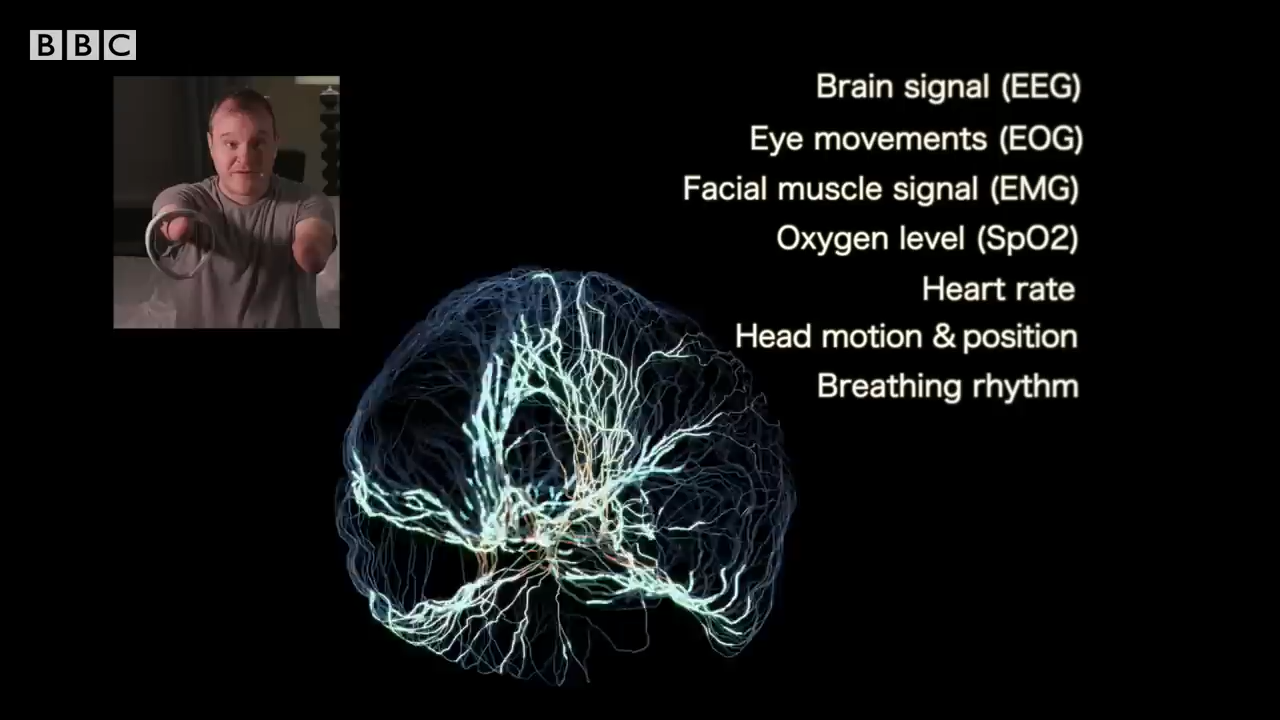 BBC
Brain signal (EEG)
Eye movements (EOG)
Facial muscle signal (EMG)
Oxygen level (SpO2)
Heart rate
Head motion & position
Breathing rhythm